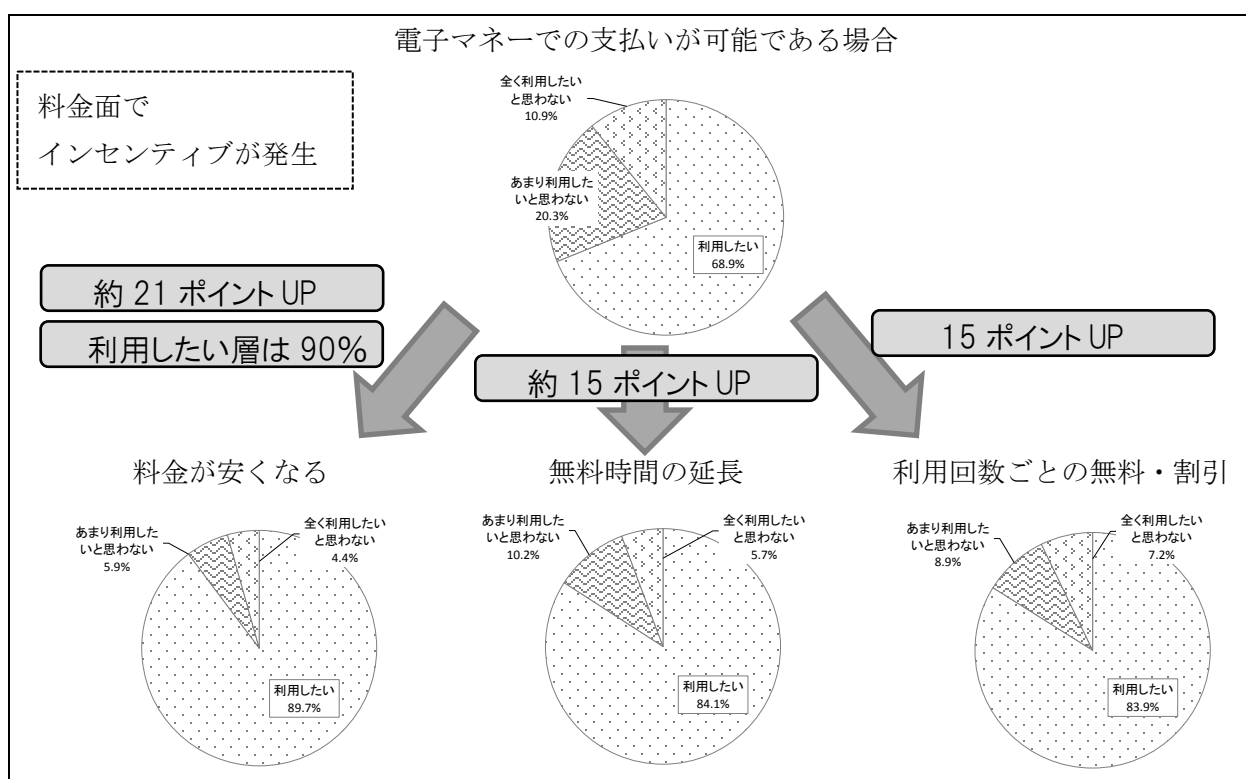 電子マネーでの支払いが可能である場合
料金面で
インセンティブが発生
全く利用したい
と思わない
10.9%
あまり利用した
いと思わない
20.3%
利用したい
68.9%
約 21 ポイント UP
利用したい層は 90%
約 15 ポイント UP
15 ポイント UP
料金が安くなる
あまり利用した
いと思わない
5.9%
全く利用したい
と思わない
4.4%
利用したい
89.7%
無料時間の延長
あまり利用した
いと思わない
10.2%
全く利用したい
と思わない
5.7%
利用したい
84.1%
利用回数ごとの無料・割引
あまり利用した
いと思わない
8.9%
全く利用したい
と思わない
7.2%
利用したい
83.9%